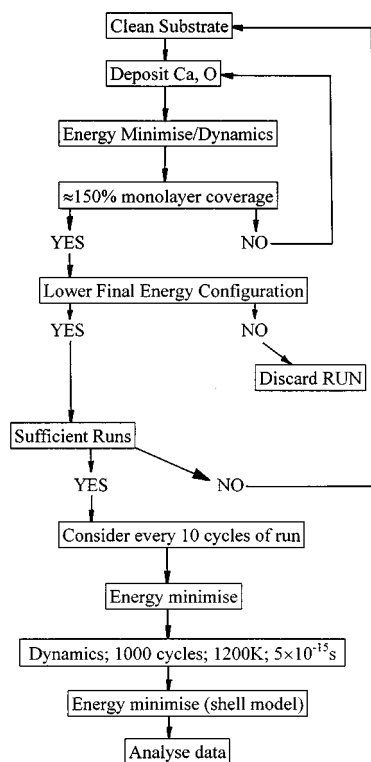 Clean Substrate
Deposit Ca, O
Energy Minimise/Dynamics
≈150% monolayer coverage
YES NO
Lower Final Energy Configuration
YES NO
Discard RUN
Sufficient Runs
YES NO
Consider every 10 cycles of run
Energy minimise
Dynamics; 1000 cycles; 1200K; 5×10⁻¹⁵s
Energy minimise (shell model)
Analyse data